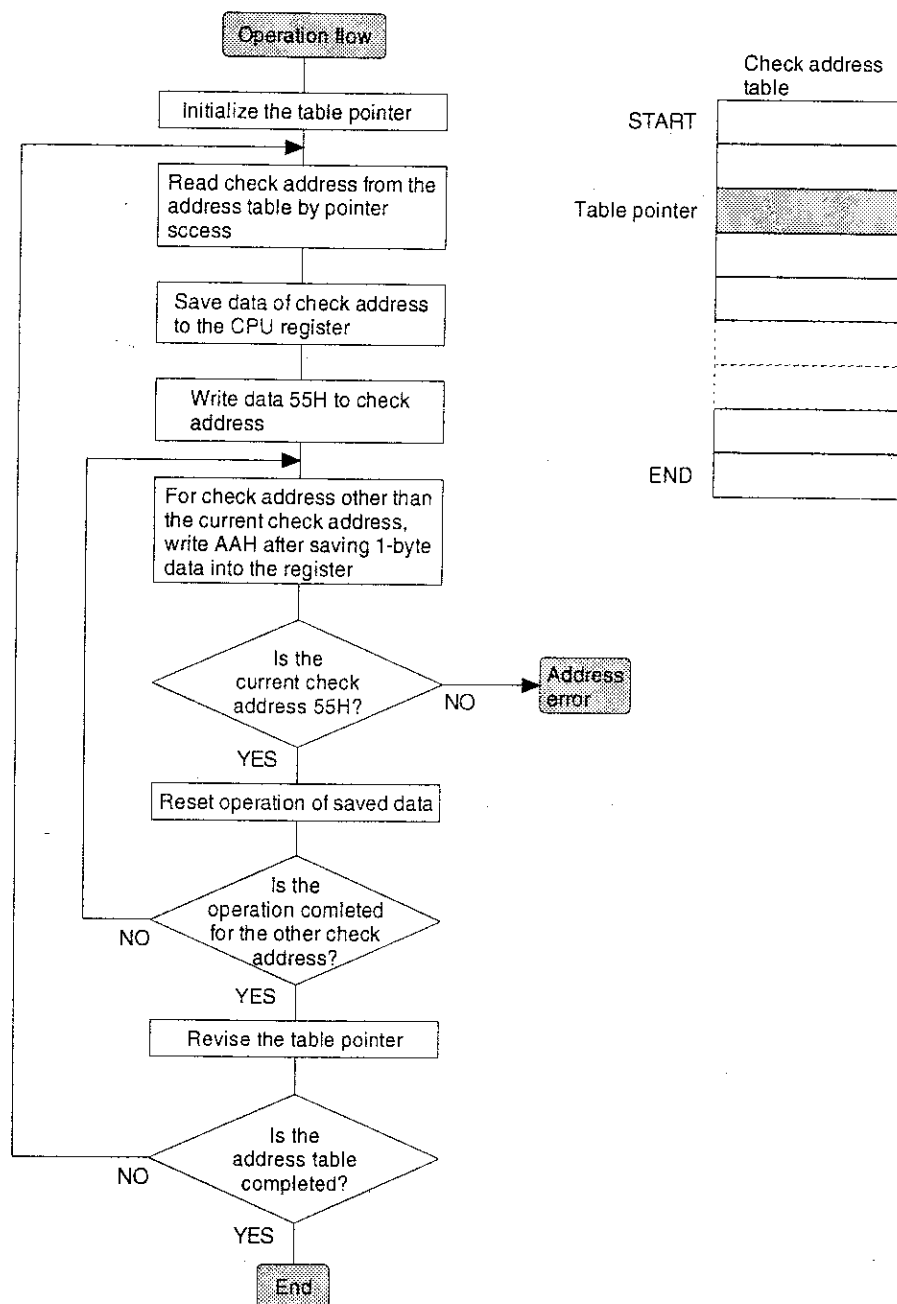 Operation flow
Initialize the table pointer
Read check address from the
address table by pointer
sccess
Save data of check address
to the CPU register
Write data 55H to check
address
For check address other than
the current check address,
write AAH after saving 1-byte
data into the register
Is the
current check
address 55H?
NO
Address
error
YES
Reset operation of saved data
Is the
operation comleted
for the other check
address?
NO
YES
Revise the table pointer
Is the
address table
completed?
NO
YES
End
Check address
table
START
Table pointer
END